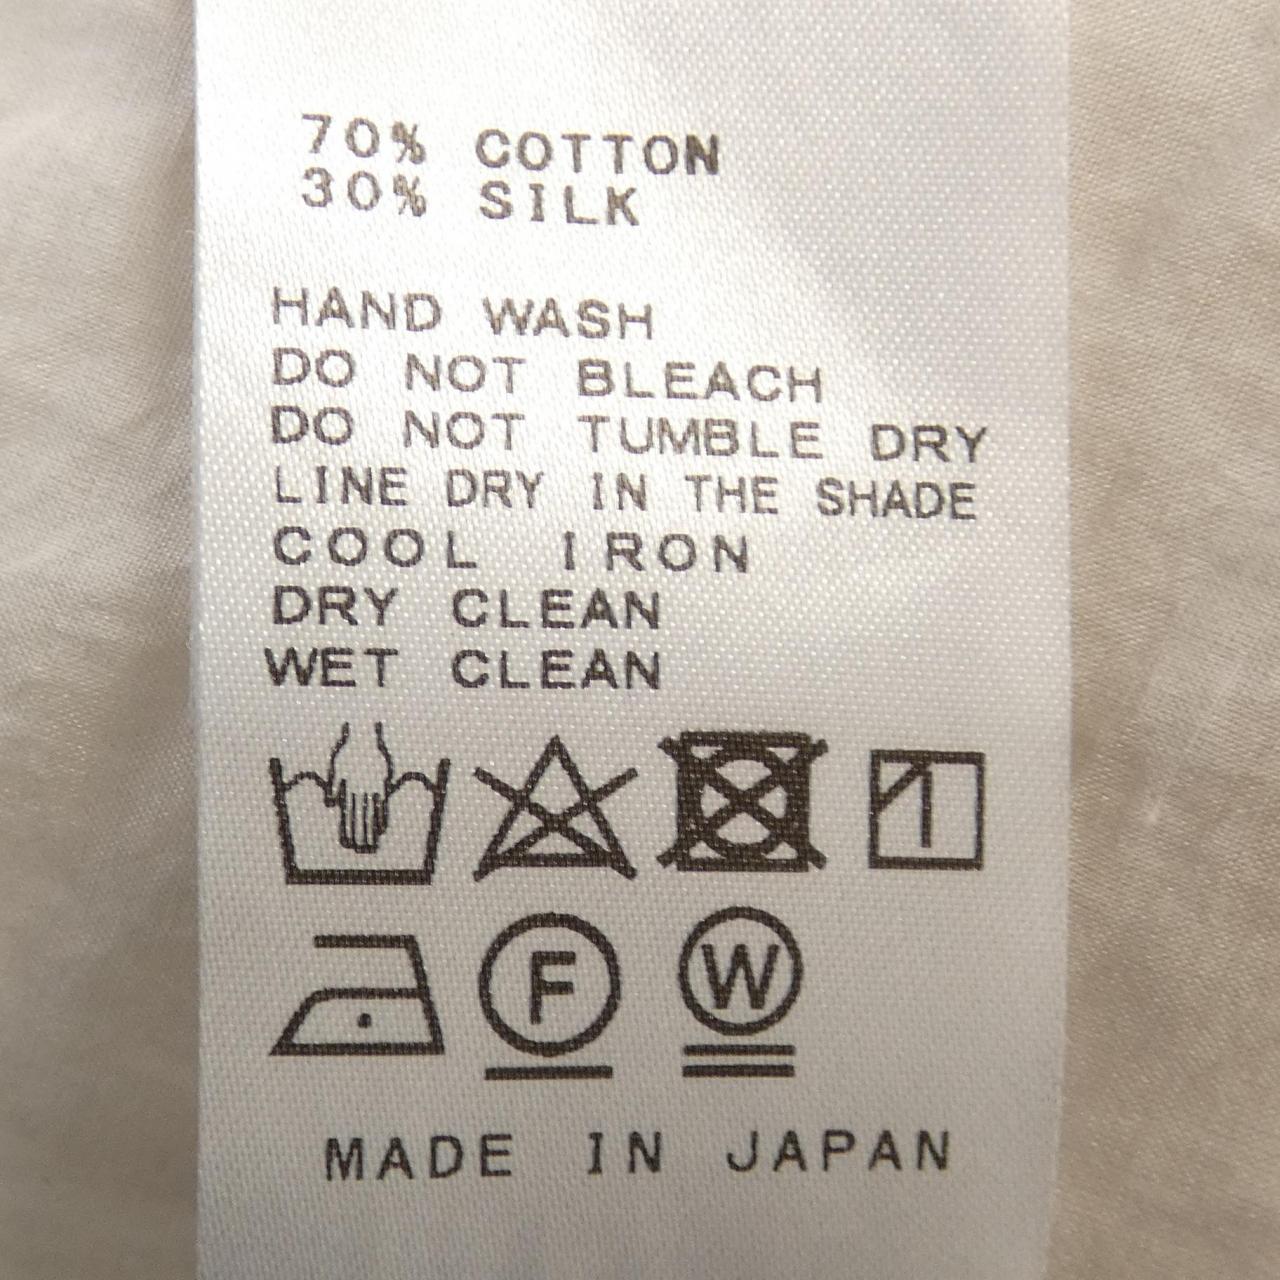 70% COTTON
30% SILK
HAND WASH
DO NOT BLEACH
DO NOT TUMBLE DRY
LINE DRY IN THE SHADE
COOL IRON
DRY CLEAN
WET CLEAN
F W
MADE IN JAPAN